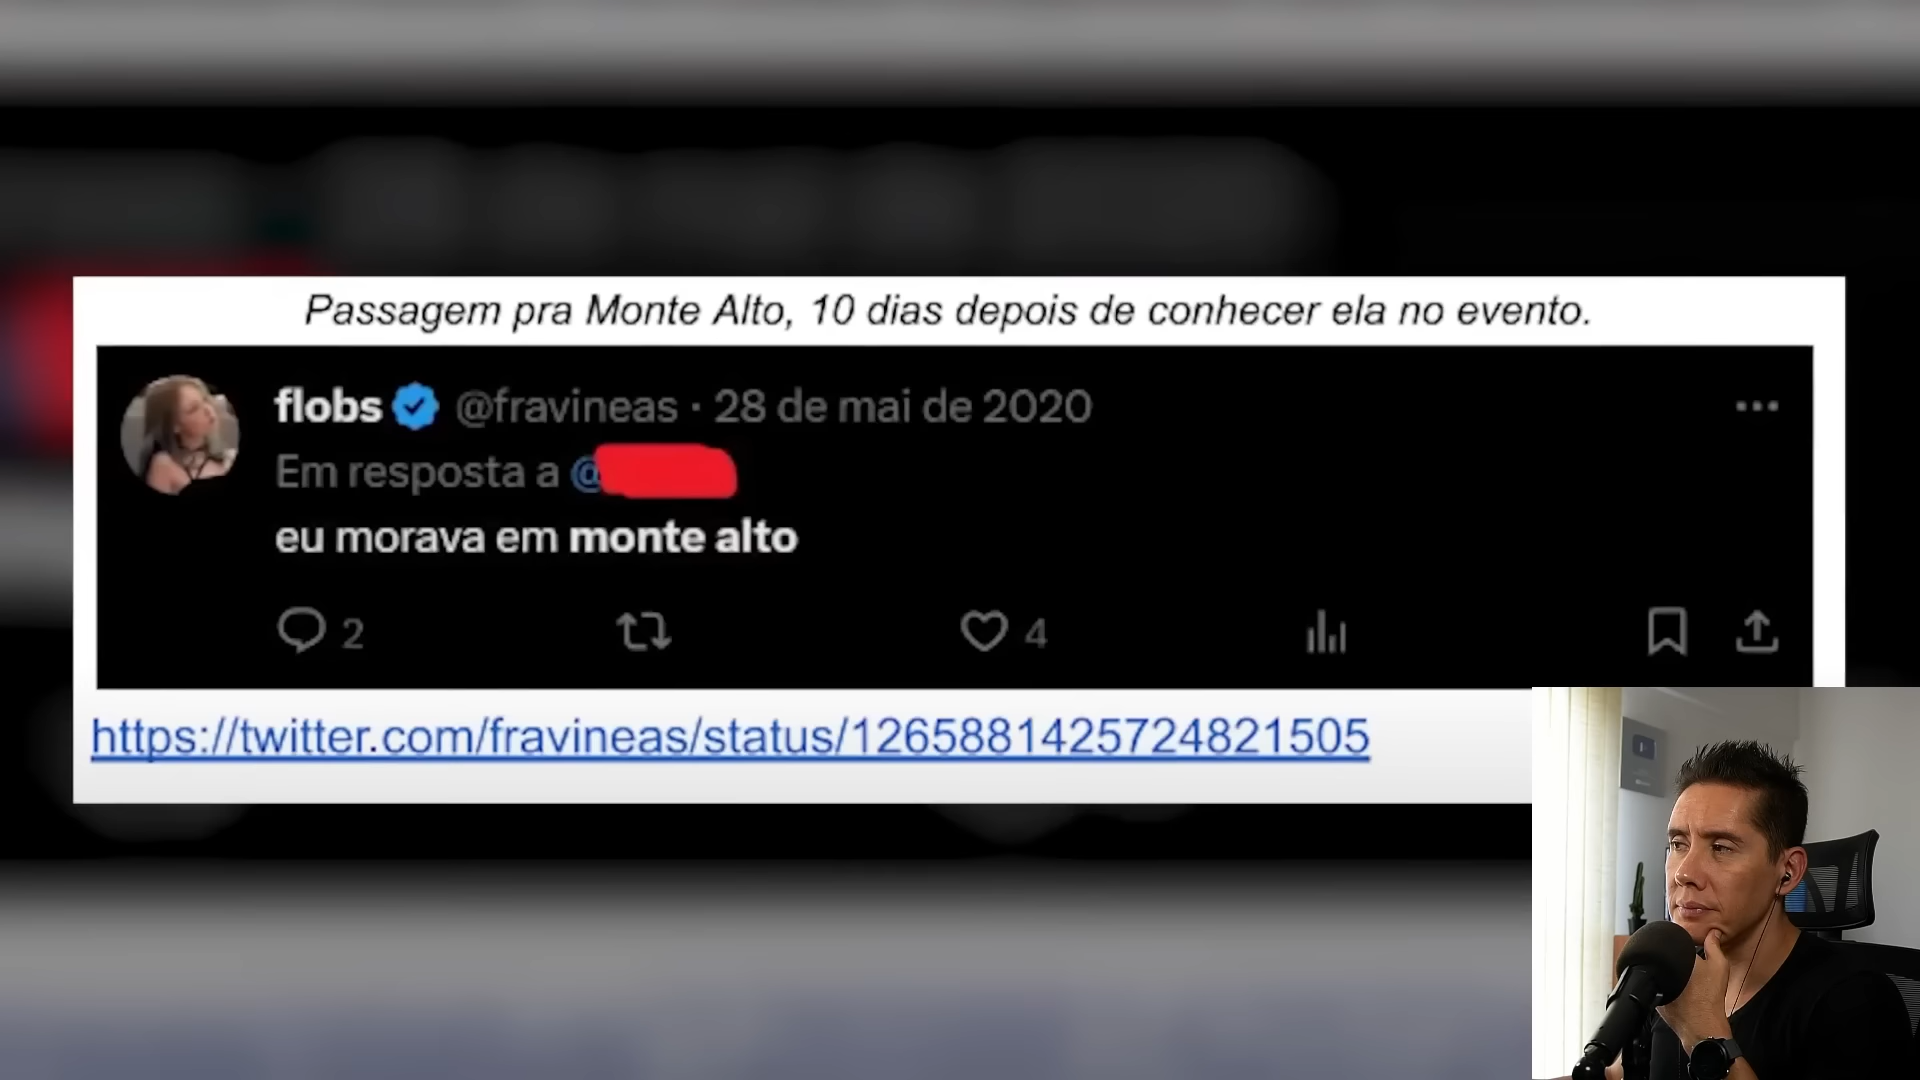 Passagem pra Monte Alto, 10 dias depois de conhecer ela no evento.
flobs @fravineas · 28 de mai de 2020
Em resposta a @
eu morava em monte alto
2 4
https://twitter.com/fravineas/status/1265881425724821505